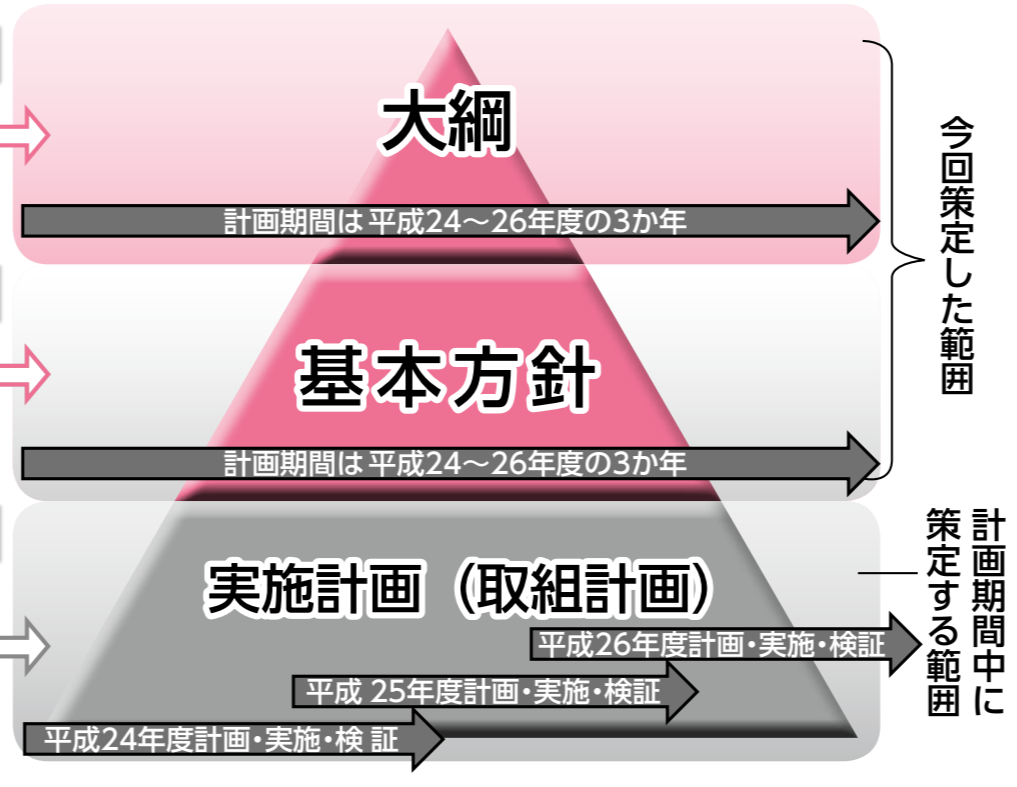 大綱
計画期間は平成24～26年度の3か年
今回策定した範囲
基本方針
計画期間は平成24～26年度の3か年
実施計画（取組計画）
平成26年度計画・実施・検証
平成 25年度計画・実施・検証
平成24年度計画・実施・検 証
計画期間中に
策定する範囲